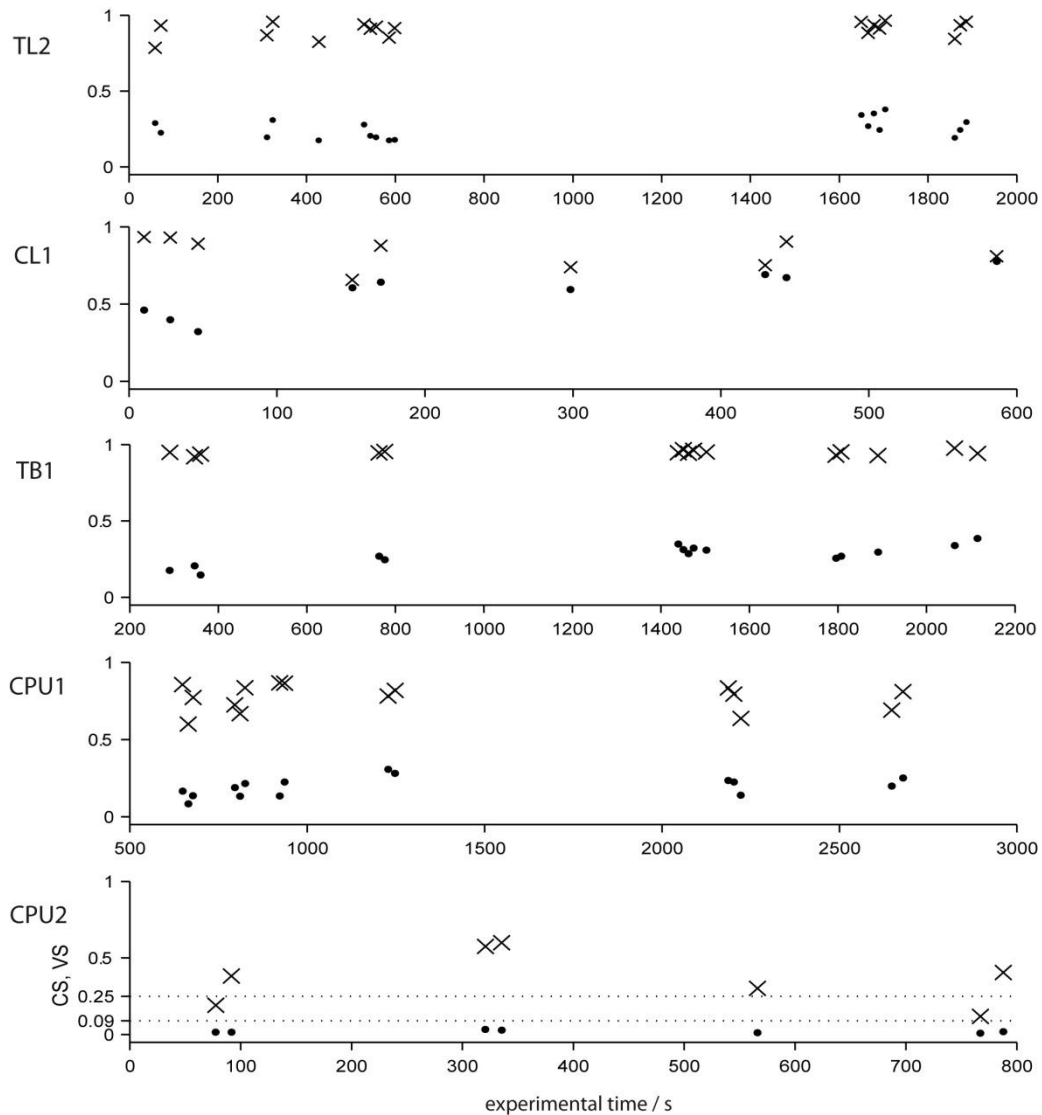 TL2
1
0.5
0
0 200 400 600 800 1000 1200 1400 1600 1800 2000
CL1
1
0.5
0
0 100 200 300 400 500 600
TB1
1
0.5
0
200 400 600 800 1000 1200 1400 1600 1800 2000 2200
CPU1
1
0.5
0
500 1000 1500 2000 2500 3000
CPU2
CS, VS
1
0.5
0.25
0.09
0
0 100 200 300 400 500 600 700 800
experimental time / s